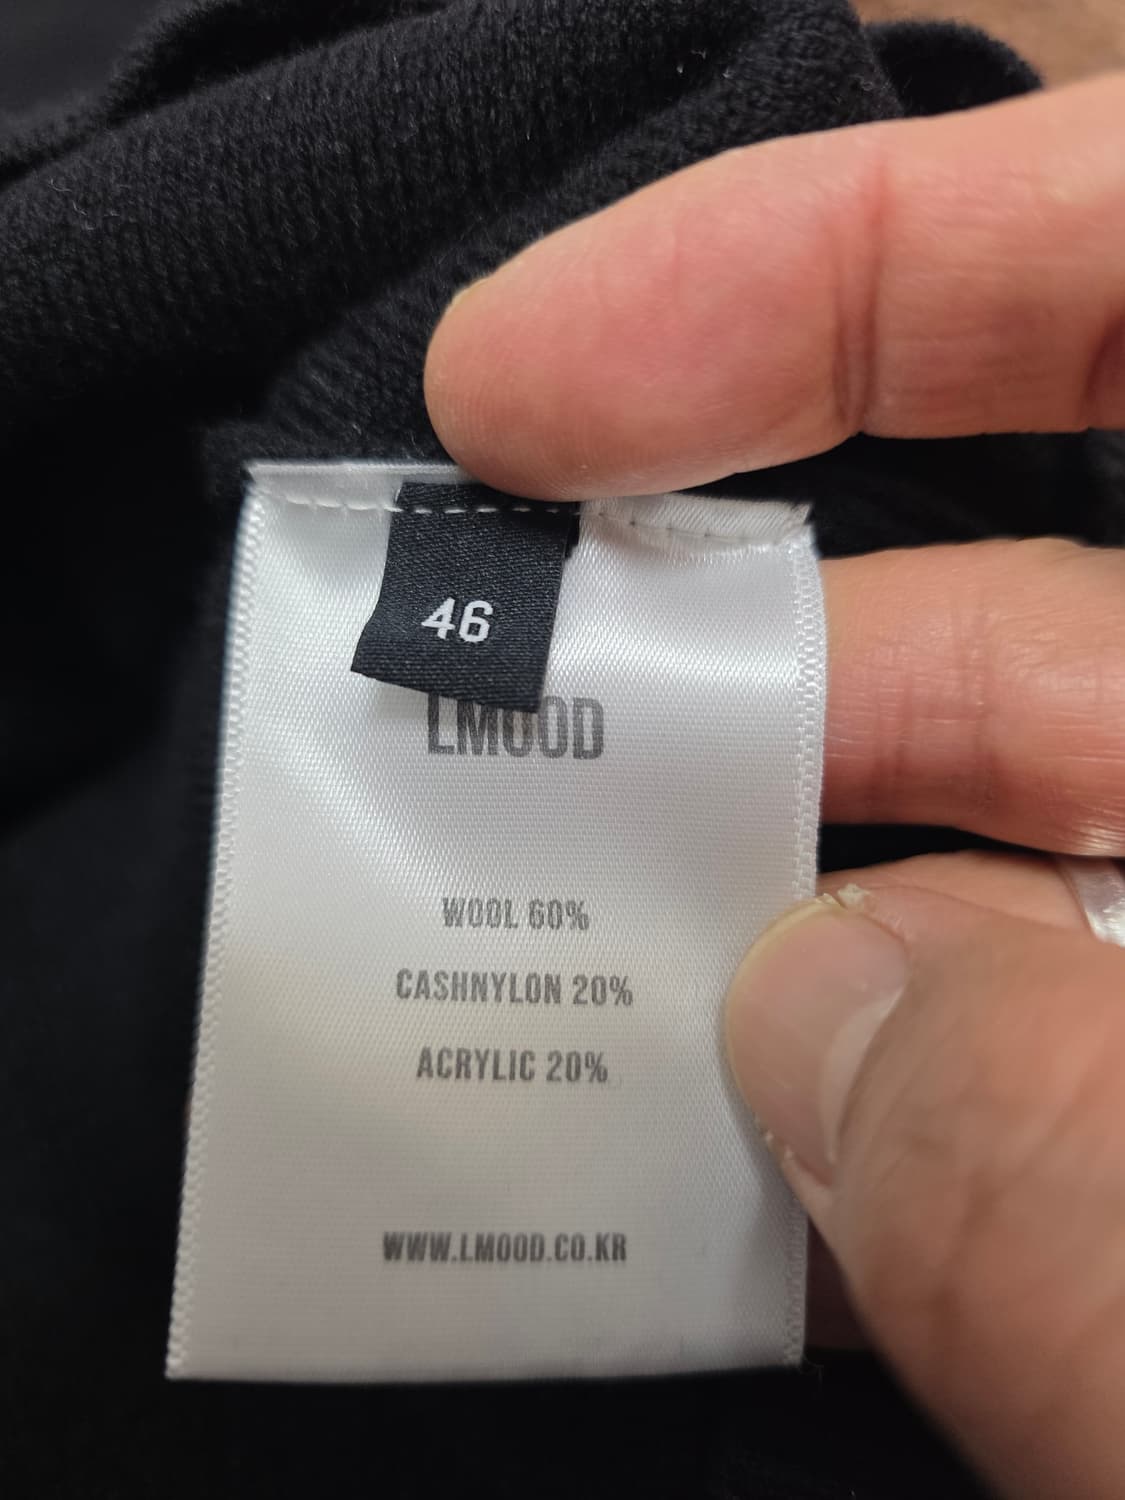 46
LMOOD
WOOL 60%
CASHNYLON 20%
ACRYLIC 20%
WWW.LMOOD.CO.KR